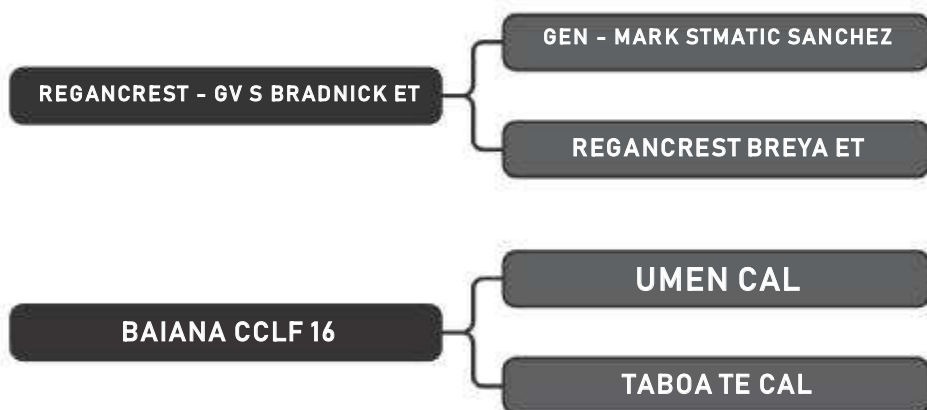 GEN - MARK STMATIC SANCHEZ
REGANCREST - GV S BRADNICK ET
REGANCREST BREYA ET
UMEN CAL
BAIANA CCLF 16
TABOA TE CAL